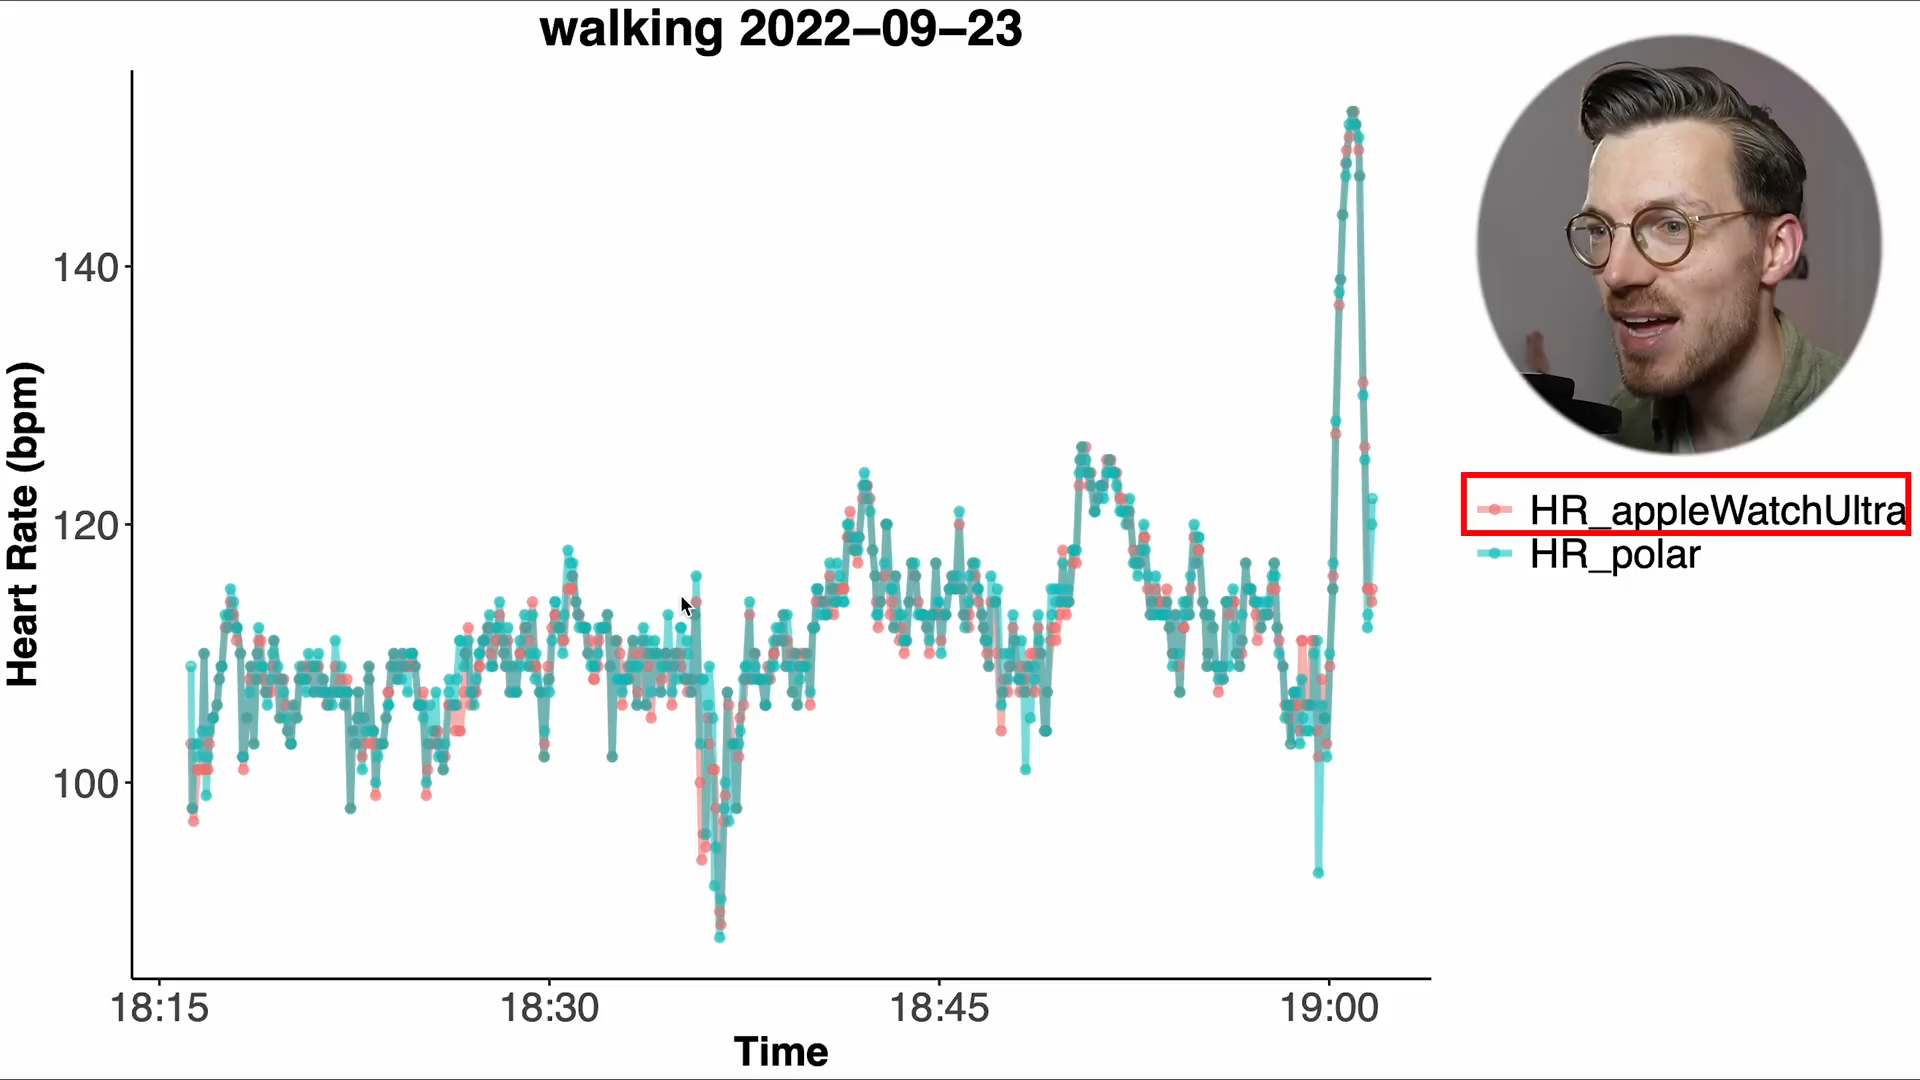 walking 2022–09–23
Heart Rate (bpm)
140
120
100
18:15
18:30
18:45
19:00
Time
HR_appleWatchUltra
HR_polar